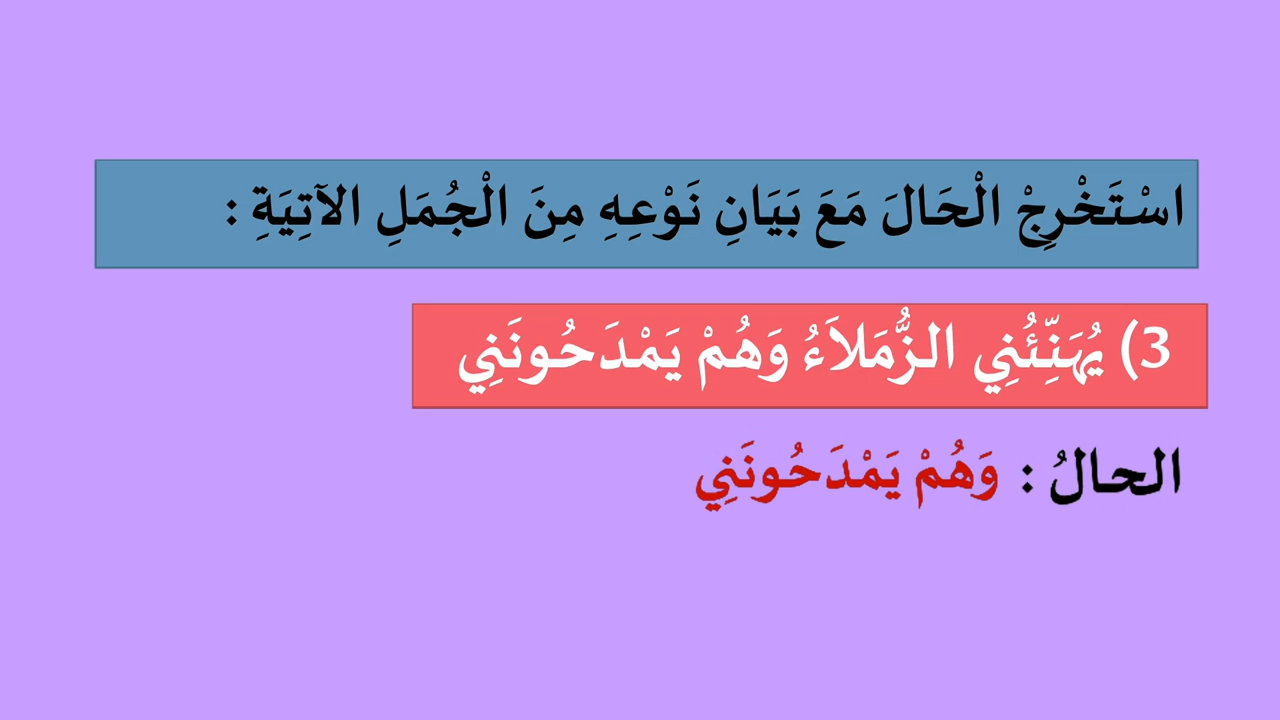 اسْتَخْرِجْ الْحَالَ مَعَ بَيَانِ نَوْعِهِ مِنَ الْجُمَلِ الآتِيَةِ :
3) يُهَنِّئُنِي الزُّمَلاَءُ وَهُمْ يَمْدَحُونَنِي
الحالُ : وَهُمْ يَمْدَحُونَنِي